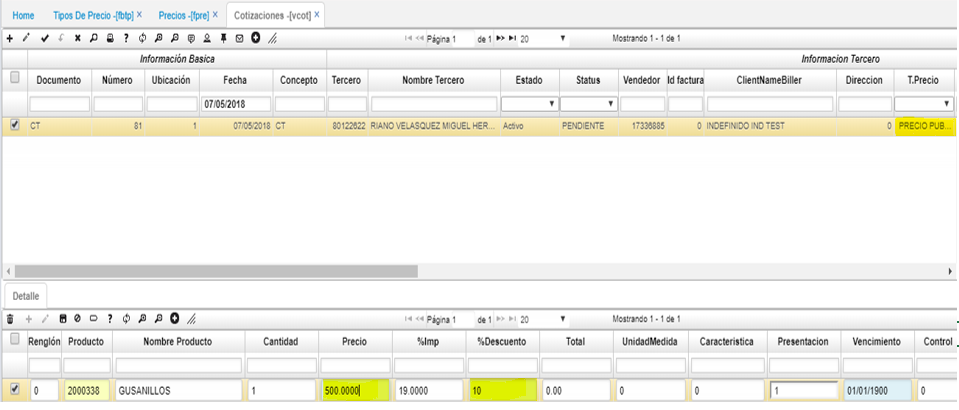 Home Tipos De Precio -[fbtp] × Precios -[fpre] × Cotizaciones -[vcot] ×
Página 1 de 1 20 Mostrando 1 - 1 de 1
Información Basica Informacion Tercero
Documento Número Ubicación Fecha Concepto Tercero Nombre Tercero Estado Status Vendedor Id factura ClientNameBiller Direccion T.Precio
07/05/2018
CT 81 1 07/05/2018 CT 80122622 RIANO VELASQUEZ MIGUEL HER... Activo PENDIENTE 17336885 0 INDEFINIDO IND TEST 0 PRECIO PUB...
Detalle
Página 1 de 1 20 Mostrando 1 - 1 de 1
Renglón Producto Nombre Producto Cantidad Precio %Imp %Descuento Total UnidadMedida Caracteristica Presentacion Vencimiento Control
0 2000338 GUSANILLOS 1 500.0000 19.0000 10 0.00 0 0 1 01/01/1900 0